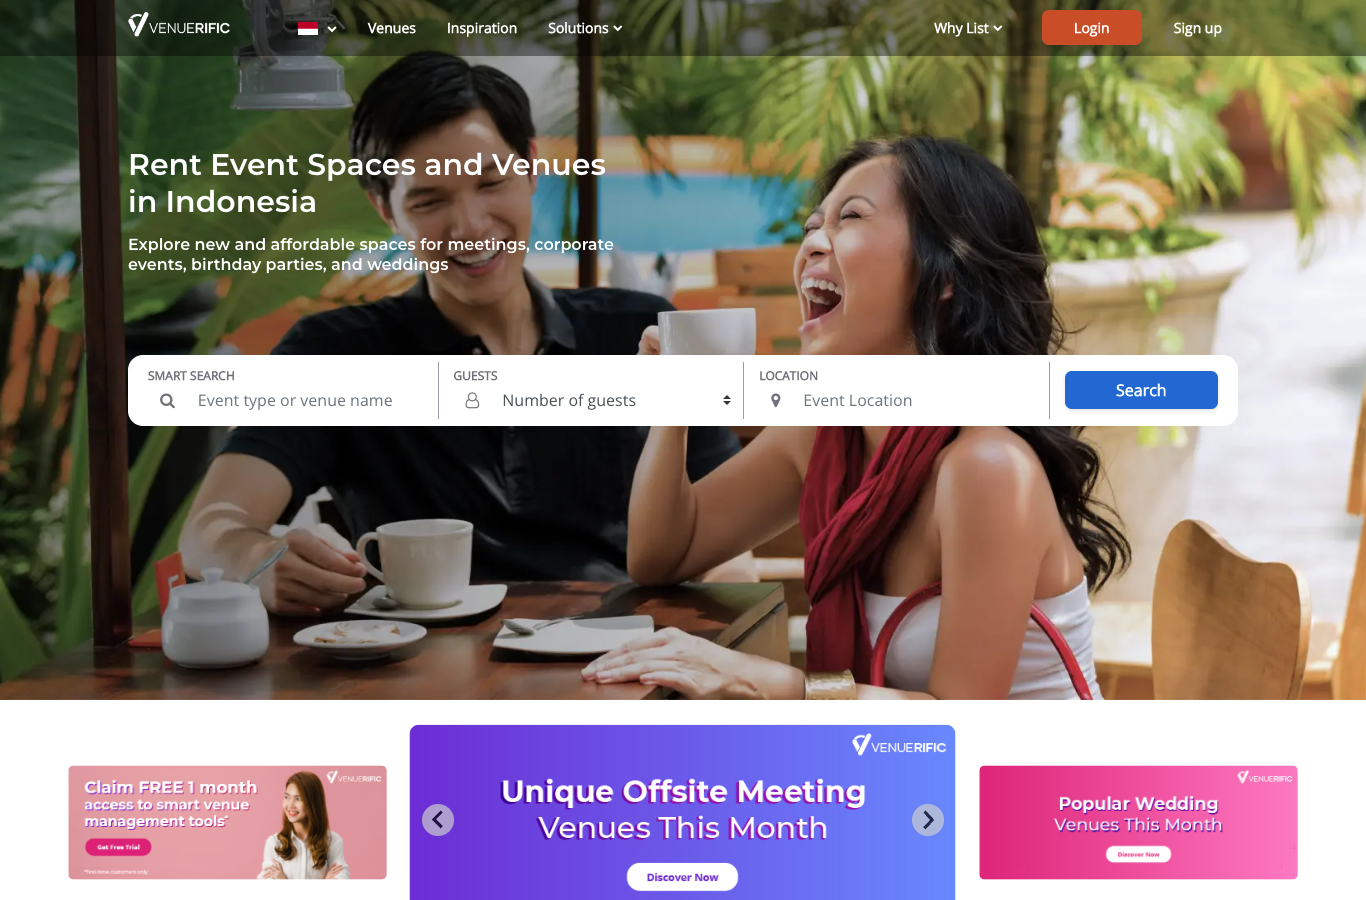 VENUERIFIC
Venues
Inspiration
Solutions
Why List
Login
Sign up
Rent Event Spaces and Venues
in Indonesia
Explore new and affordable spaces for meetings, corporate
events, birthday parties, and weddings
SMART SEARCH
Event type or venue name
GUESTS
Number of guests
LOCATION
Event Location
Search
VENUERIFIC
Claim FREE 1 month
access to smart venue
management tools*
Get Free Trial
*First-time customers only
VENUERIFIC
Unique Offsite Meeting
Venues This Month
Discover Now
VENUERIFIC
Popular Wedding
Venues This Month
Discover Now